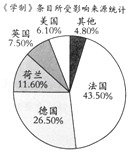 《学制》条目所受影响来源统计
美国
6.10%
其他
4.80%
英国
7.50%
荷兰
11.60%
法国
43.50%
德国
26.50%